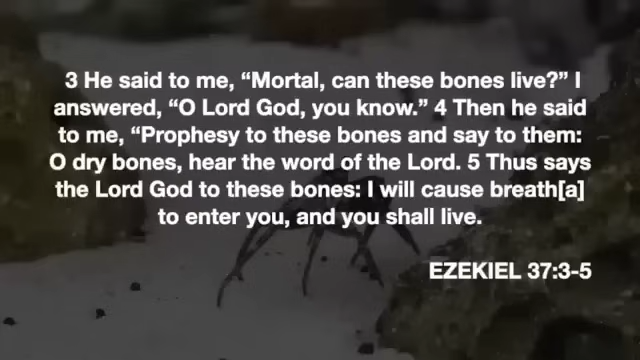 3 He said to me, “Mortal, can these bones live?” I
answered, “O Lord God, you know.” 4 Then he said
to me, “Prophesy to these bones and say to them:
O dry bones, hear the word of the Lord. 5 Thus says
the Lord God to these bones: I will cause breath[a]
to enter you, and you shall live.
EZEKIEL 37:3-5